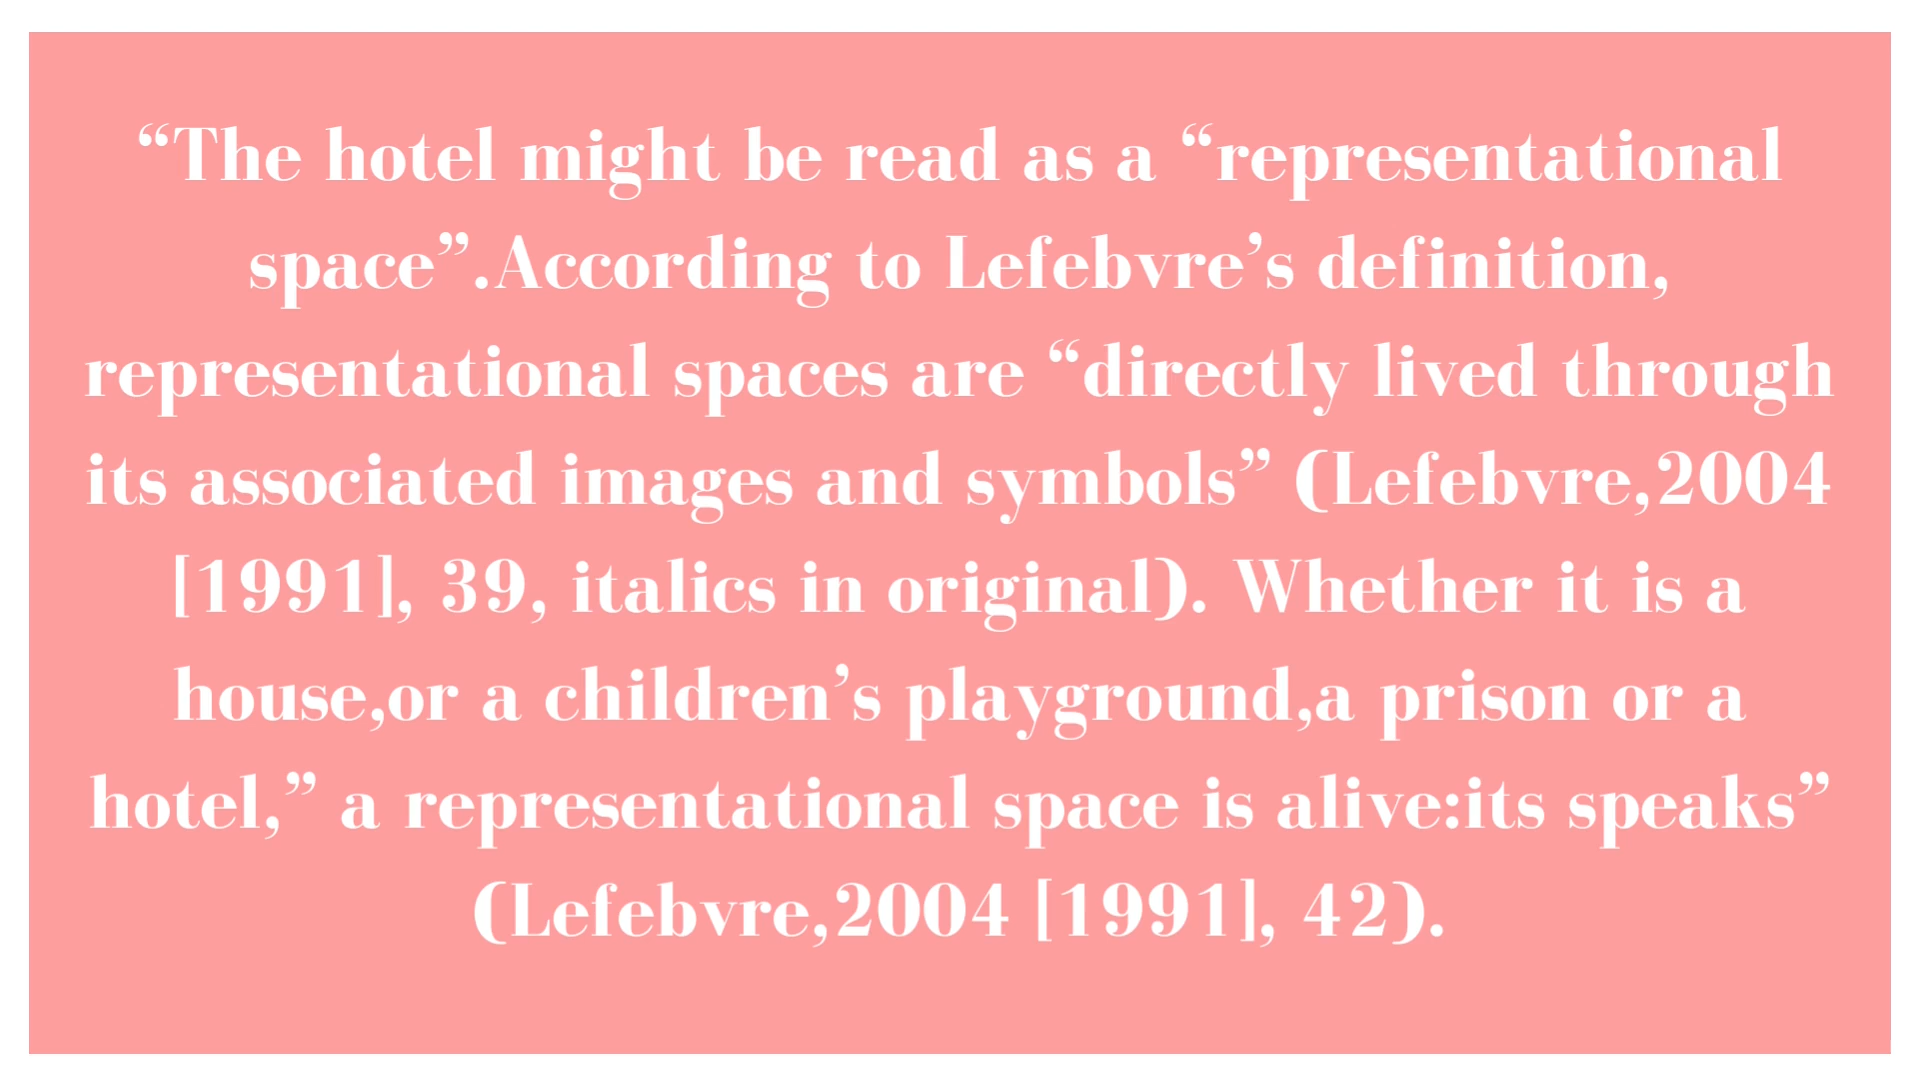 “The hotel might be read as a “representational
space”.According to Lefebvre’s definition,
representational spaces are “directly lived through
its associated images and symbols” (Lefebvre,2004
[1991], 39, italics in original). Whether it is a
house,or a children’s playground,a prison or a
hotel,” a representational space is alive:its speaks”
(Lefebvre,2004 [1991], 42).